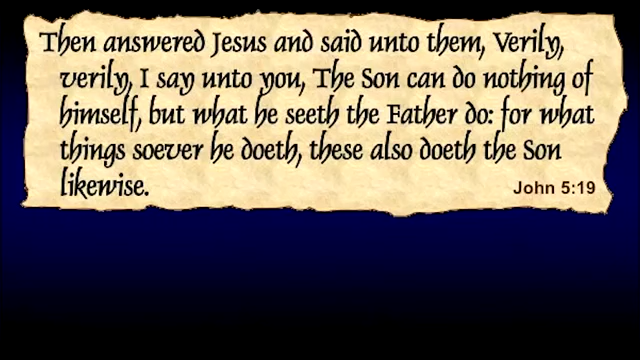 Then answered Jesus and said unto them, Verily,
verily, I say unto you, The Son can do nothing of
himself, but what he seeth the Father do: for what
things soever he doeth, these also doeth the Son
likewise.
John 5:19